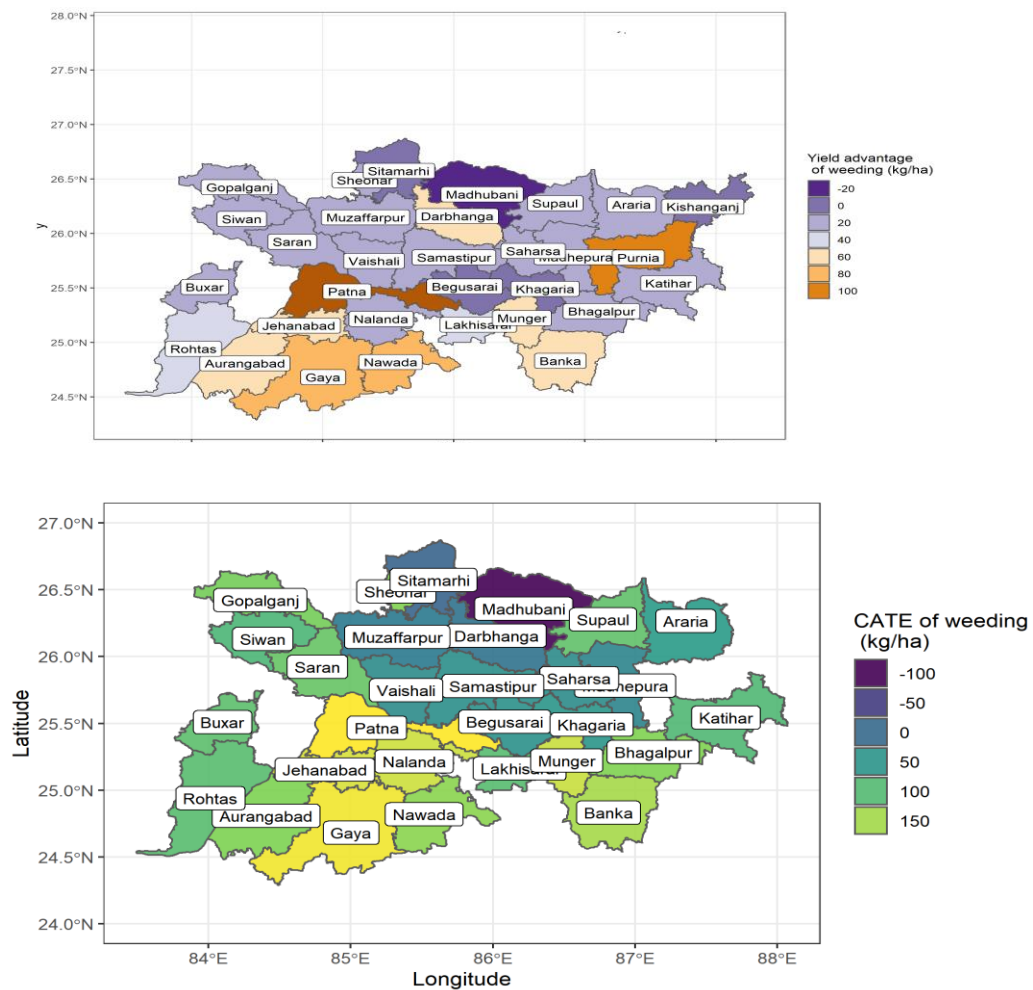 28.0°N
27.5°N
27.0°N
26.5°N
26.0°N
25.5°N
25.0°N
24.5°N
y
Sitamarhi
Sheohar
Gopalganj
Madhubani
Kishanganj
Siwan
Muzaffarpur
Darbhanga
Supaul
Araria
Saran
Vaishali
Samastipur
Saharsa
Madhepura
Purnia
Buxar
Patna
Begusarai
Khagaria
Katihar
Jehanabad
Nalanda
Lakhisarai
Munger
Bhagalpur
Rohtas
Aurangabad
Gaya
Nawada
Banka
Yield advantage
of weeding (kg/ha)
-20
0
20
40
60
80
100
27.0°N
26.5°N
26.0°N
25.5°N
25.0°N
24.5°N
24.0°N
Latitude
Sitamarhi
Sheohar
Gopalganj
Madhubani
Supaul
Araria
Siwan
Muzaffarpur
Darbhanga
Saran
Vaishali
Samastipur
Saharsa
Madhepura
Buxar
Patna
Begusarai
Khagaria
Katihar
Jehanabad
Nalanda
Lakhisarai
Munger
Bhagalpur
Rohtas
Aurangabad
Gaya
Nawada
Banka
84°E
85°E
86°E
87°E
88°E
Longitude
CATE of weeding
(kg/ha)
-100
-50
0
50
100
150